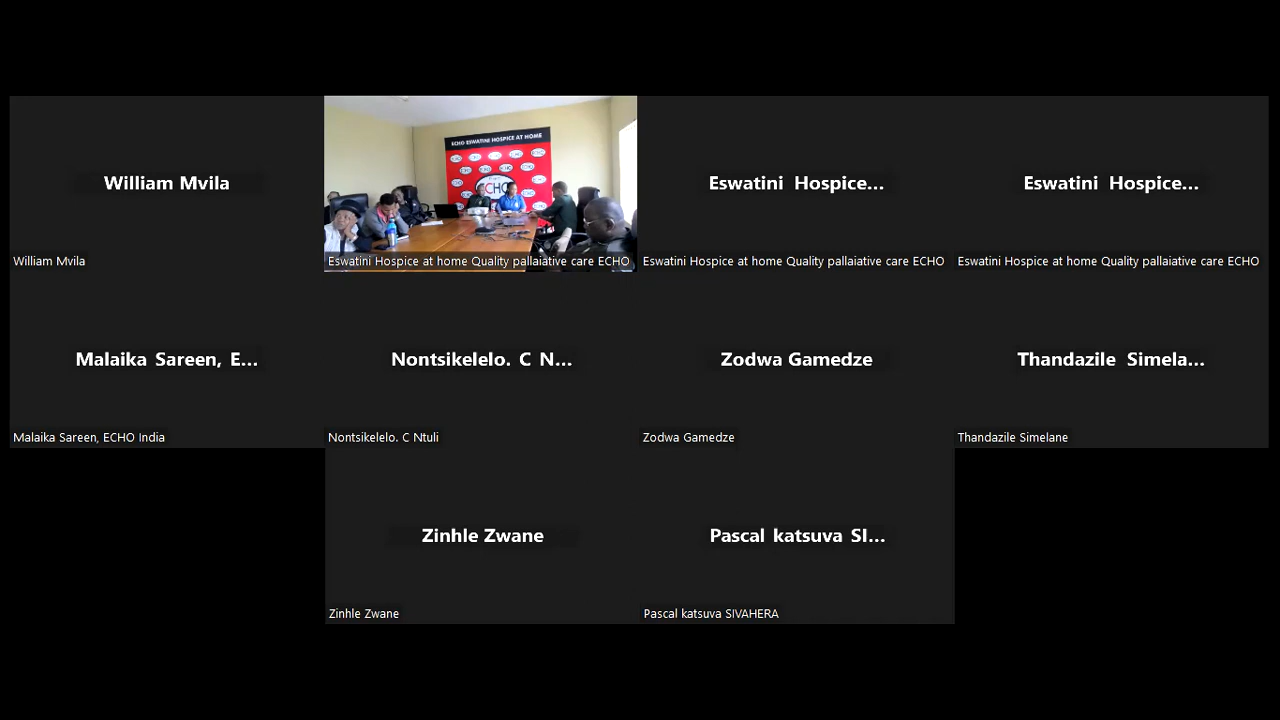 William Mvila
William Mvila
ECHO ESWATINI HOSPICE AT HOME
ECHO
Eswatini Hospice at home Quality pallaiative care ECHO
Eswatini Hospice...
Eswatini Hospice at home Quality pallaiative care ECHO
Eswatini Hospice...
Eswatini Hospice at home Quality pallaiative care ECHO
Malaika Sareen, E...
Malaika Sareen, ECHO India
Nontsikelelo. C N...
Nontsikelelo. C Ntuli
Zodwa Gamedze
Zodwa Gamedze
Thandazile Simela...
Thandazile Simelane
Zinhle Zwane
Zinhle Zwane
Pascal katsuva SI...
Pascal katsuva SIVAHERA